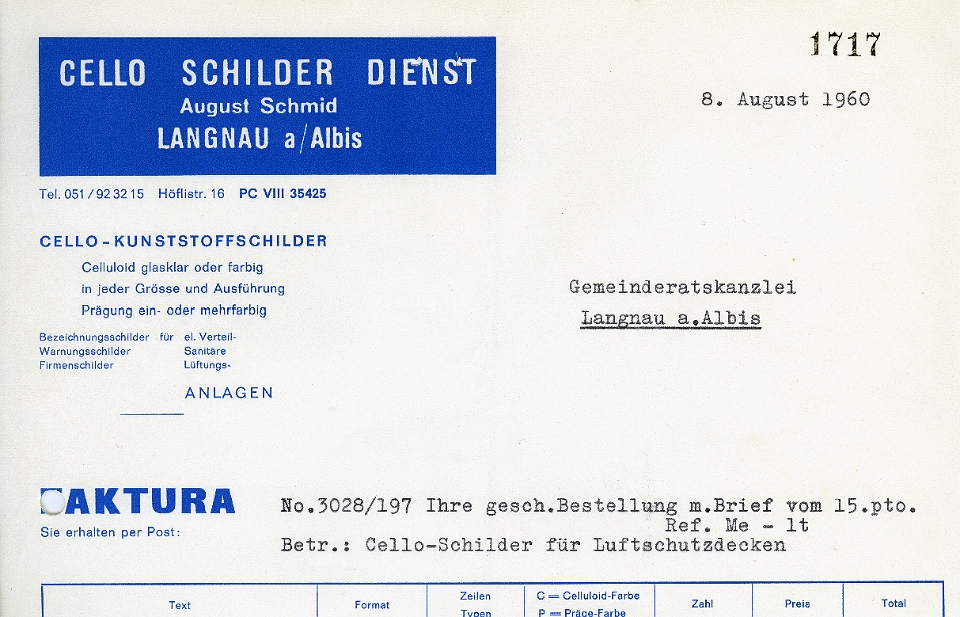 CELLO SCHILDER DIENST
August Schmid
LANGNAU a/Albis
1717
8. August 1960
Tel. 051/92 32 15 Höflistr. 16 PC VIII 35425
CELLO-KUNSTSTOFFSCHILDER
Celluloid glasklar oder farbig
in jeder Grösse und Ausführung
Prägung ein- oder mehrfarbig
Bezeichnungsschilder für el. Verteil-
Warnungsschilder Sanitäre
Firmenschilder Lüftungs-
ANLAGEN
Gemeinderatskanzlei
Langnau a.Albis
FAKTURA
Sie erhalten per Post:
No.3028/197 Ihre gesch.Bestellung m.Brief vom 15.pto.
Ref. Me - lt
Betr.: Cello-Schilder für Luftschutzdecken
Text Format Zeilen C = Celluloid-Farbe Zahl Preis Total
Typen P = Präge-Farbe